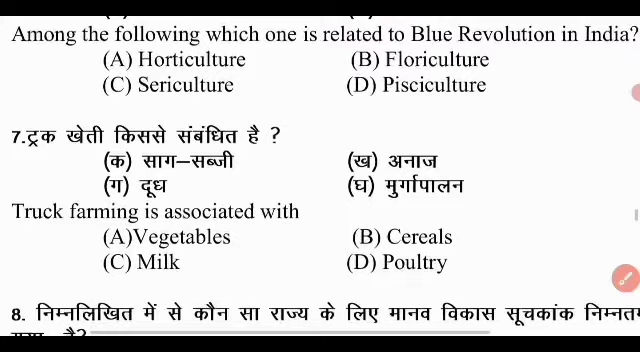 Among the following which one is related to Blue Revolution in India?
(A) Horticulture (B) Floriculture
(C) Sericulture (D) Pisciculture
7.ट्रक खेती किससे संबंधित है ?
(क) साग–सब्जी (ख) अनाज
(ग) दूध (घ) मुर्गापालन
Truck farming is associated with
(A)Vegetables (B) Cereals
(C) Milk (D) Poultry
8. निम्नलिखित में से कौन सा राज्य के लिए मानव विकास सूचकांक